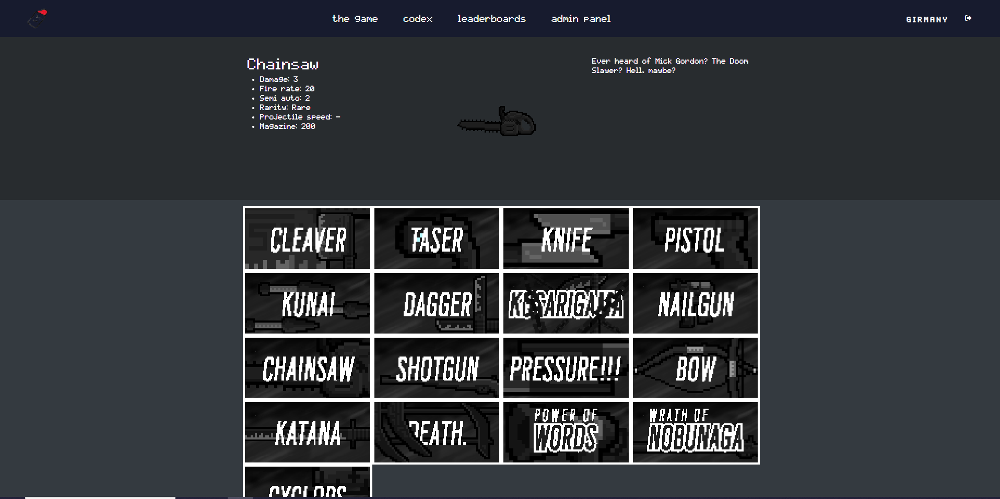 the game codex leaderboards admin panel GIRMANY
Chainsaw
Damage: 3
Fire rate: 20
Semi auto: 2
Rarity: Rare
Projectile speed: -
Magazine: 200
Ever heard of Mick Gordon? The Doom
Slayer? Hell, maybe?
CLEAVER TASER KNIFE PISTOL
KUNAI DAGGER KUSARIGAMA NAILGUN
CHAINSAW SHOTGUN PRESSURE!!! BOW
KATANA DEATH. POWER OF
WORDS
WRATH OF
NOBUNAGA
CYCLOPS